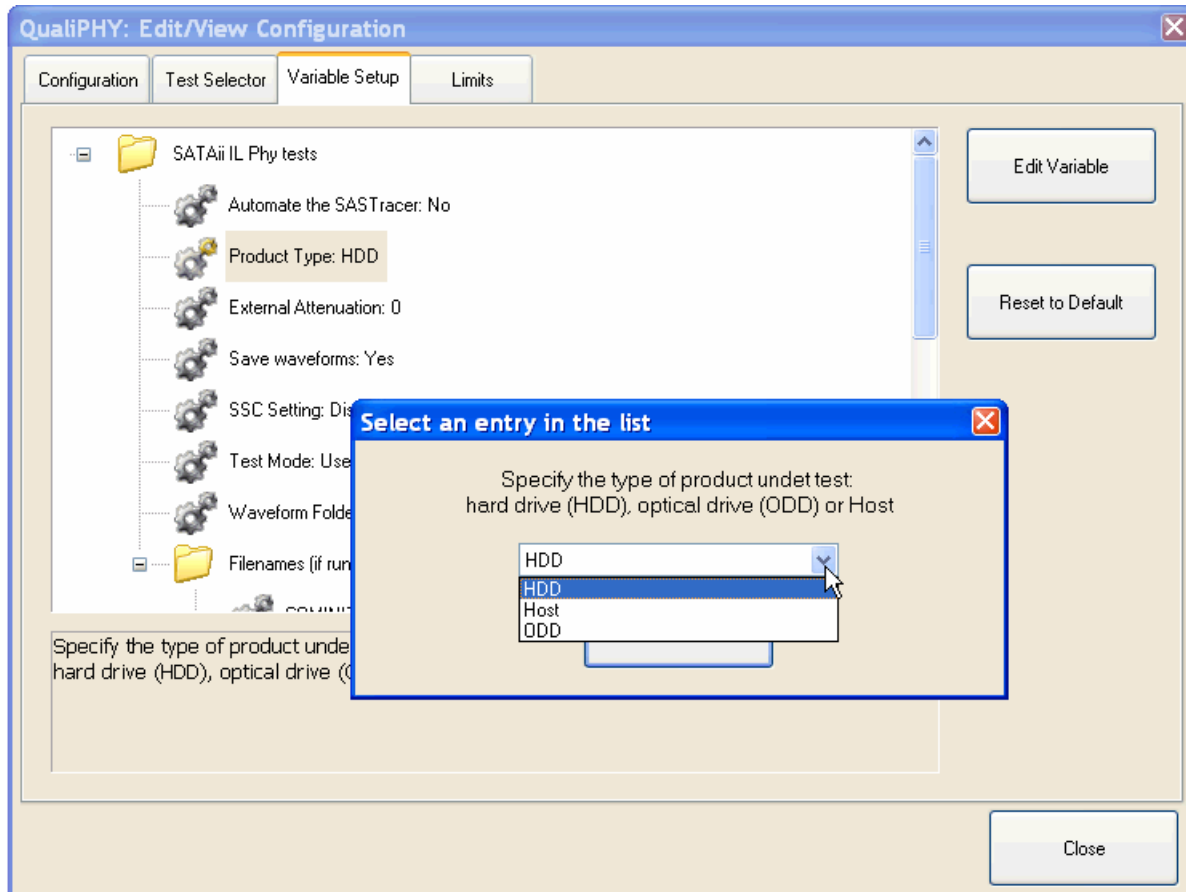 QualiPHY: Edit/View Configuration
Configuration
Test Selector
Variable Setup
Limits
SATAii IL Phy tests
Automate the SASTracer: No
Product Type: HDD
External Attenuation: 0
Save waveforms: Yes
SSC Setting:
Test Mode: Use
Waveform
Filenames (if run
Edit Variable
Reset to Default
Select an entry in the list
Specify the type of product undet test:
hard drive (HDD), optical drive (ODD) or Host
HDD
HDD
Host
ODD
Specify the type of product
hard drive (HDD), optical drive
Close